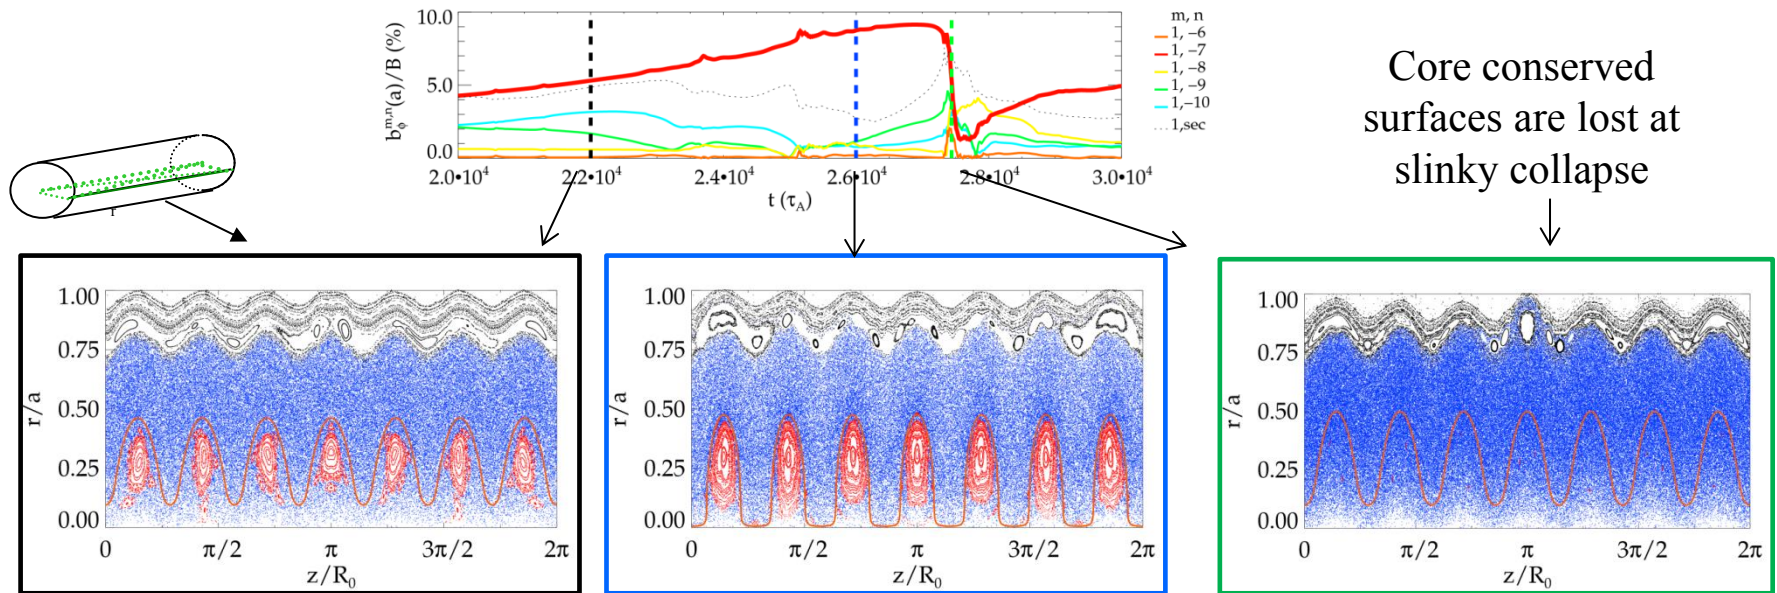 10.0
5.0
0.0
b_ϕ^{m,n}(a)/B (%)
2.0•10⁴
2.2•10⁴
2.4•10⁴
2.6•10⁴
2.8•10⁴
3.0•10⁴
t (τ_A)
m, n
1, −6
1, −7
1, −8
1, −9
1, −10
1,sec
Core conserved
surfaces are lost at
slinky collapse
r
1.00
0.75
0.50
0.25
0.00
r/a
0
π/2
π
3π/2
2π
z/R₀
1.00
0.75
0.50
0.25
0.00
r/a
0
π/2
π
3π/2
2π
z/R₀
1.00
0.75
0.50
0.25
0.00
r/a
0
π/2
π
3π/2
2π
z/R₀